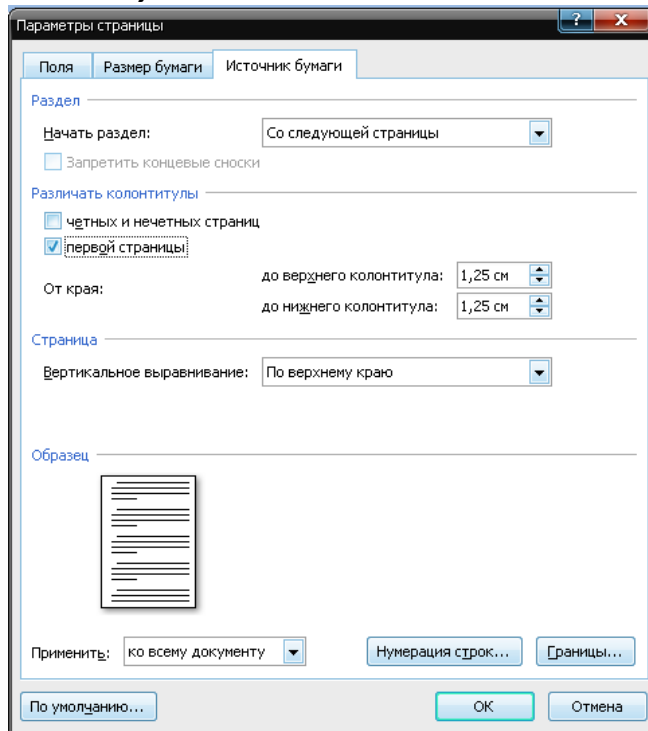 Параметры страницы
Поля Размер бумаги Источник бумаги
Раздел
Начать раздел: Со следующей страницы
Запретить концевые сноски
Различать колонтитулы
четных и нечетных страниц
первой страницы
От края:
до верхнего колонтитула: 1,25 см
до нижнего колонтитула: 1,25 см
Страница
Вертикальное выравнивание: По верхнему краю
Образец
Применить: ко всему документу Нумерация строк... Границы...
По умолчанию... ОК Отмена